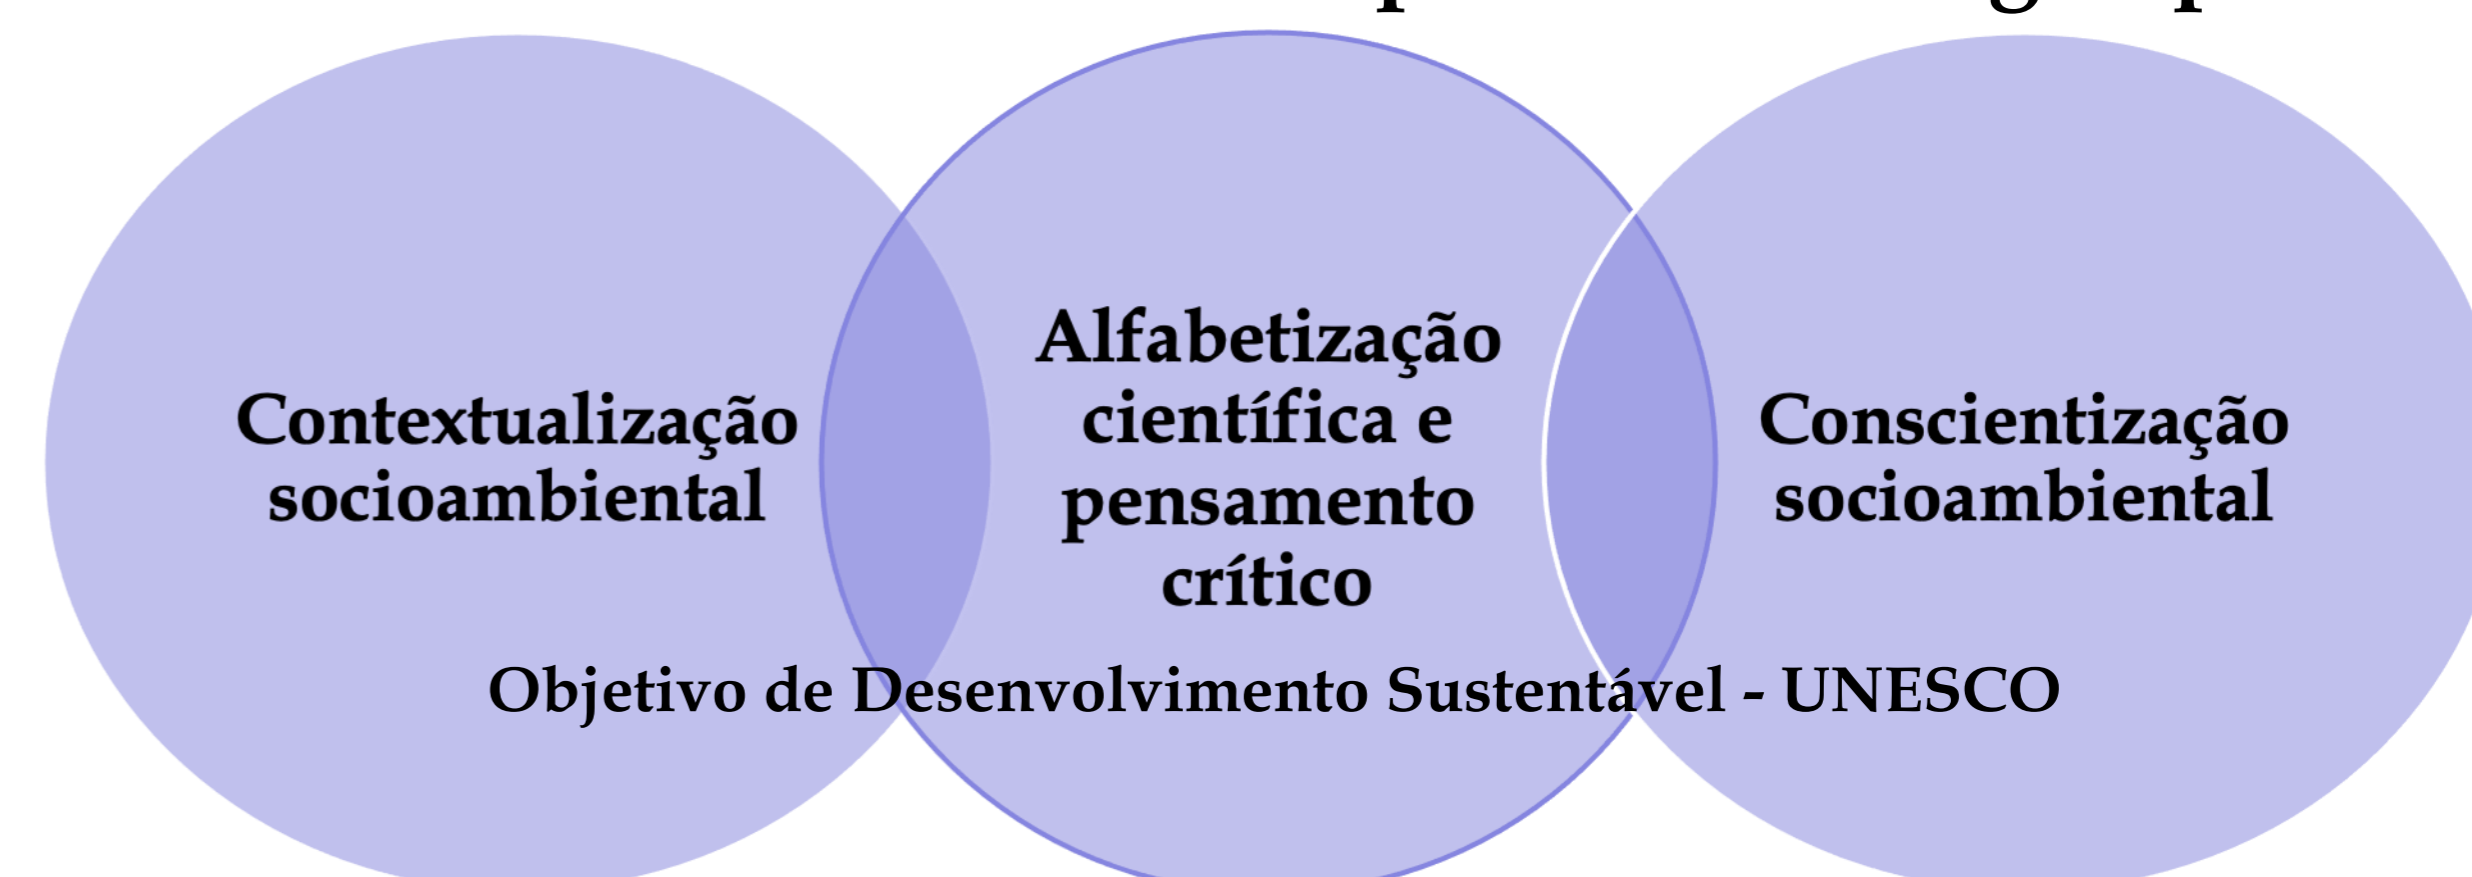 Contextualização
socioambiental
Alfabetização
científica e
pensamento
crítico
Conscientização
socioambiental
Objetivo de Desenvolvimento Sustentável - UNESCO